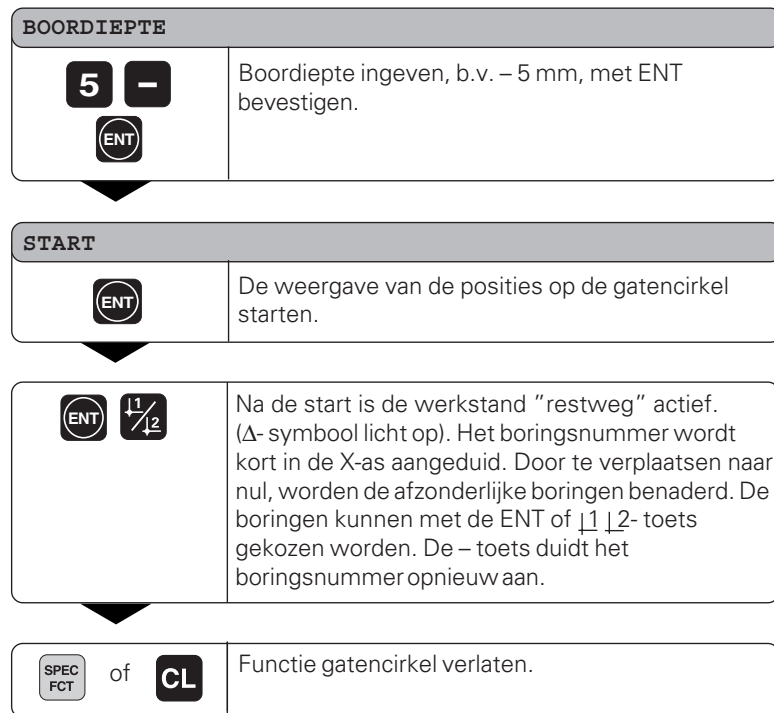 BOORDIEPTE
5 –
ENT
Boordiepte ingeven, b.v. – 5 mm, met ENT
bevestigen.
START
ENT
De weergave van de posities op de gatencirkel
starten.
ENT 1/2
Na de start is de werkstand "restweg" actief.
(Δ- symbool licht op). Het boringsnummer wordt
kort in de X-as aangeduid. Door te verplaatsen naar
nul, worden de afzonderlijke boringen benaderd. De
boringen kunnen met de ENT of 1 2- toets
gekozen worden. De – toets duidt het
boringsnummer opnieuw aan.
SPEC
FCT
of CL
Functie gatencirkel verlaten.